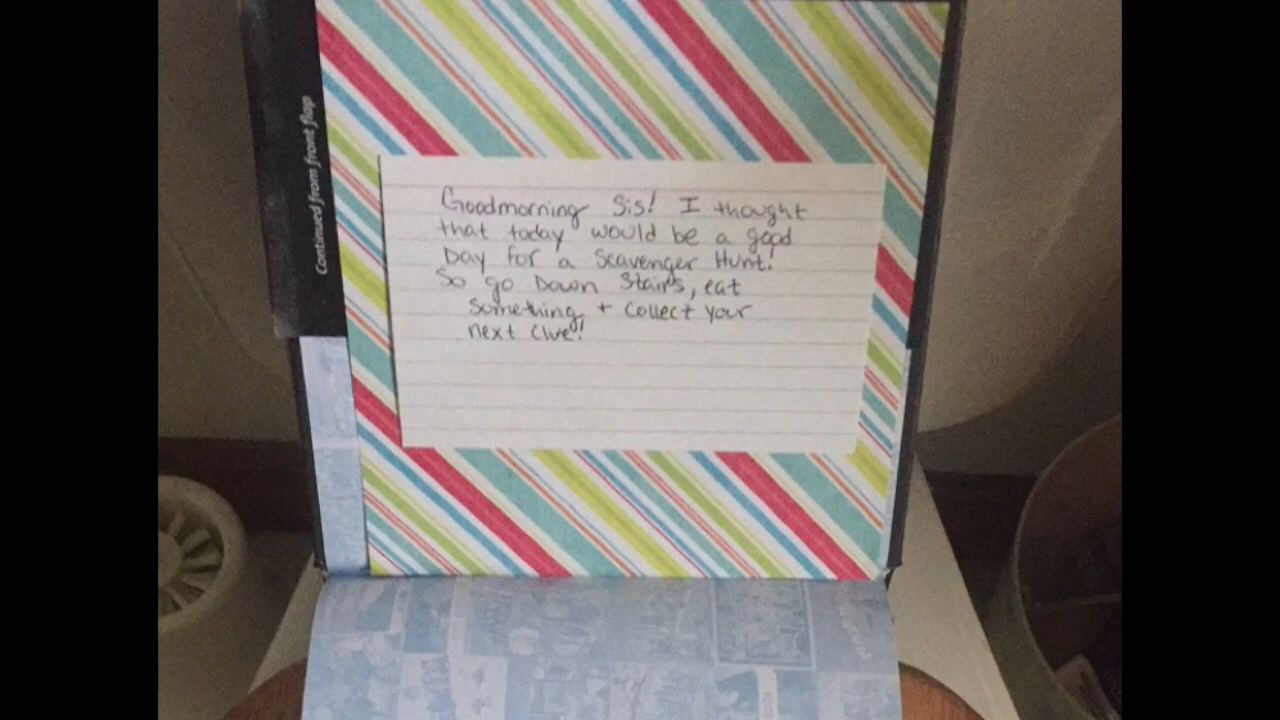 Continued from front flap
Goodmorning Sis! I thought
that today would be a good
Day for a Scavenger Hunt!
So go Down Stairs, eat
something + collect your
next clue!